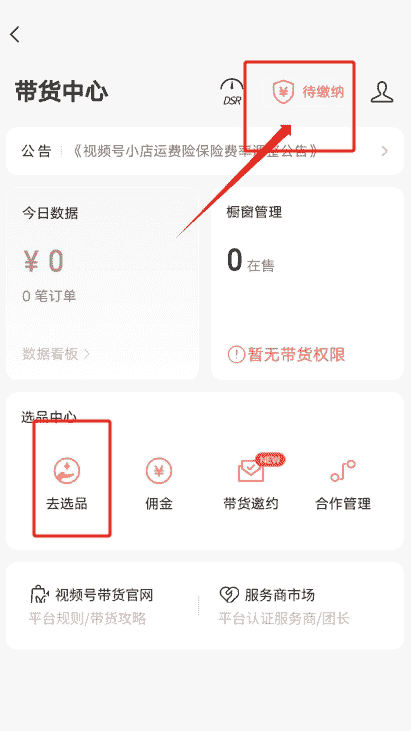 带货中心
DSR
¥ 待缴纳
公告 《视频号小店运费险保险费率调整公告》
今日数据
¥ 0
0 笔订单
数据看板
橱窗管理
0 在售
暂无带货权限
选品中心
去选品
¥
佣金
NEW
带货邀约
合作管理
视频号带货官网
平台规则/带货攻略
服务商市场
平台认证服务商/团长